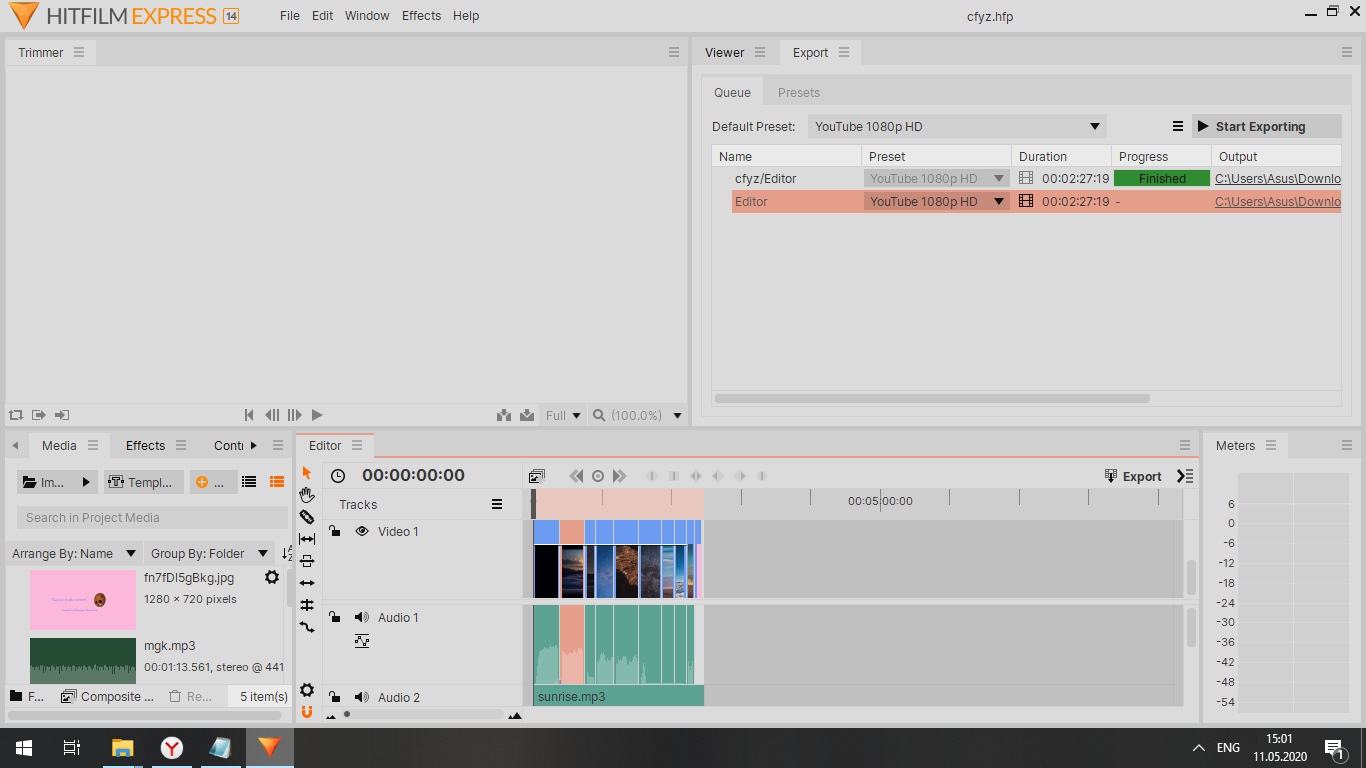 HITFILM EXPRESS 14
File Edit Window Effects Help
cfyz.hfp
Trimmer
Viewer Export
Queue Presets
Default Preset: YouTube 1080p HD Start Exporting
Name Preset Duration Progress Output
cfyz/Editor YouTube 1080p HD 00:02:27:19 Finished C:\Users\Asus\Downlo
Editor YouTube 1080p HD 00:02:27:19 - C:\Users\Asus\Downlo
Full (100.0%)
Media Effects Contr
Im... Templ... ...
Search in Project Media
Arrange By: Name Group By: Folder
fn7fDI5gBkg.jpg
1280 × 720 pixels
mgk.mp3
00:01:13.561, stereo @ 441
F... Composite ... Re... 5 item(s)
Editor
00:00:00:00 Export
Tracks
00:05:00:00
Video 1
Audio 1
Audio 2
sunrise.mp3
Meters
6
0
-6
-12
-18
-24
-30
-36
-42
-48
-54
ENG
15:01
11.05.2020
1